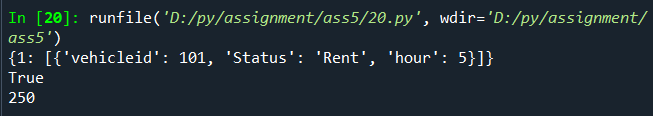 In [20]: runfile('D:/py/assignment/ass5/20.py', wdir='D:/py/assignment/
ass5')
{1: [{'vehicleid': 101, 'Status': 'Rent', 'hour': 5}]}
True
250